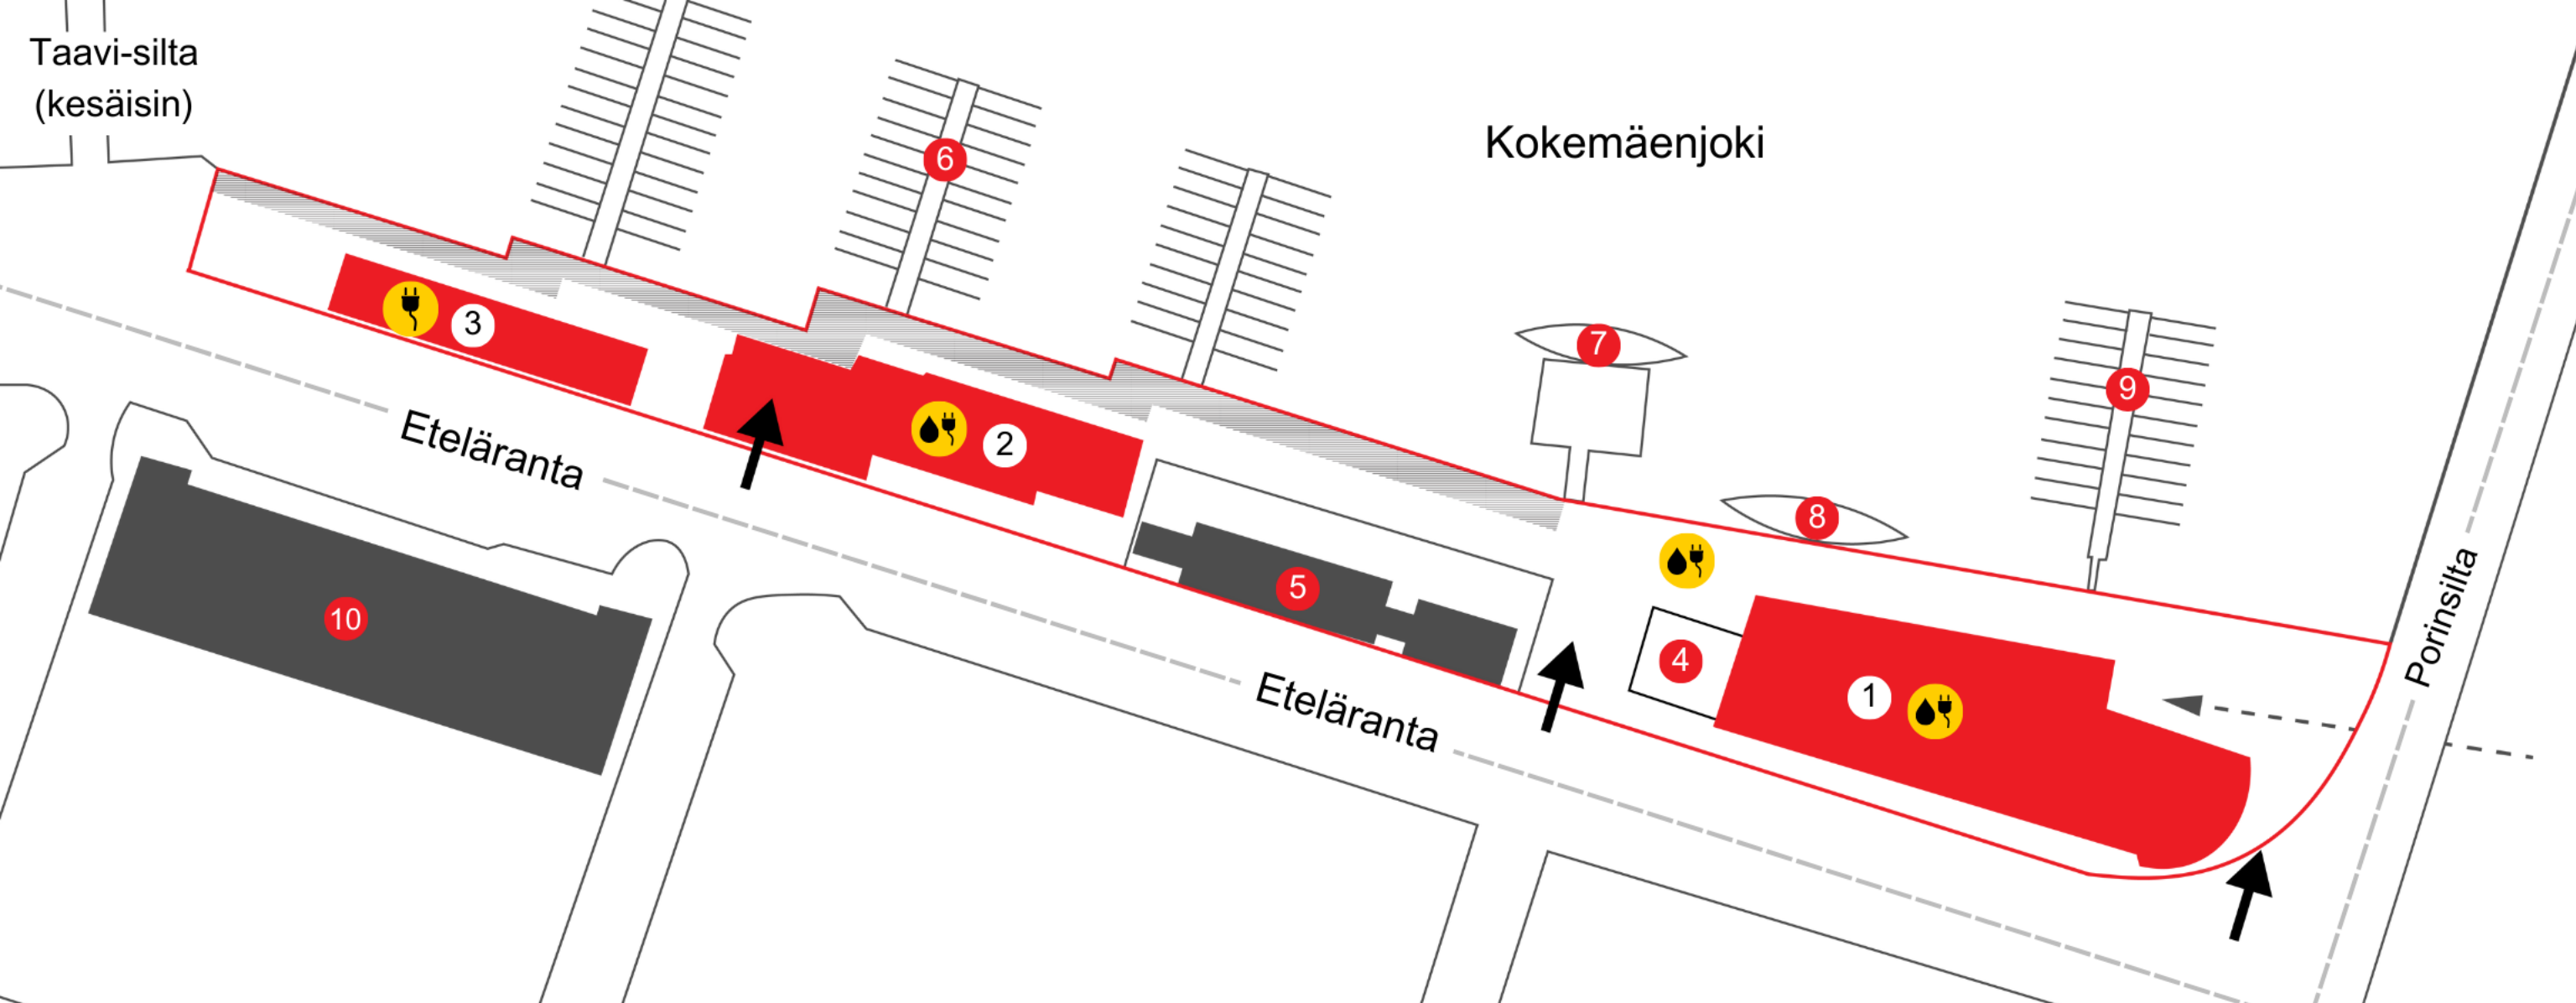 Taavi-silta
(kesäisin)
Kokemäenjoki
6
7
9
3
2
8
Eteläranta
5
10
4
1
Eteläranta
Porinsilta